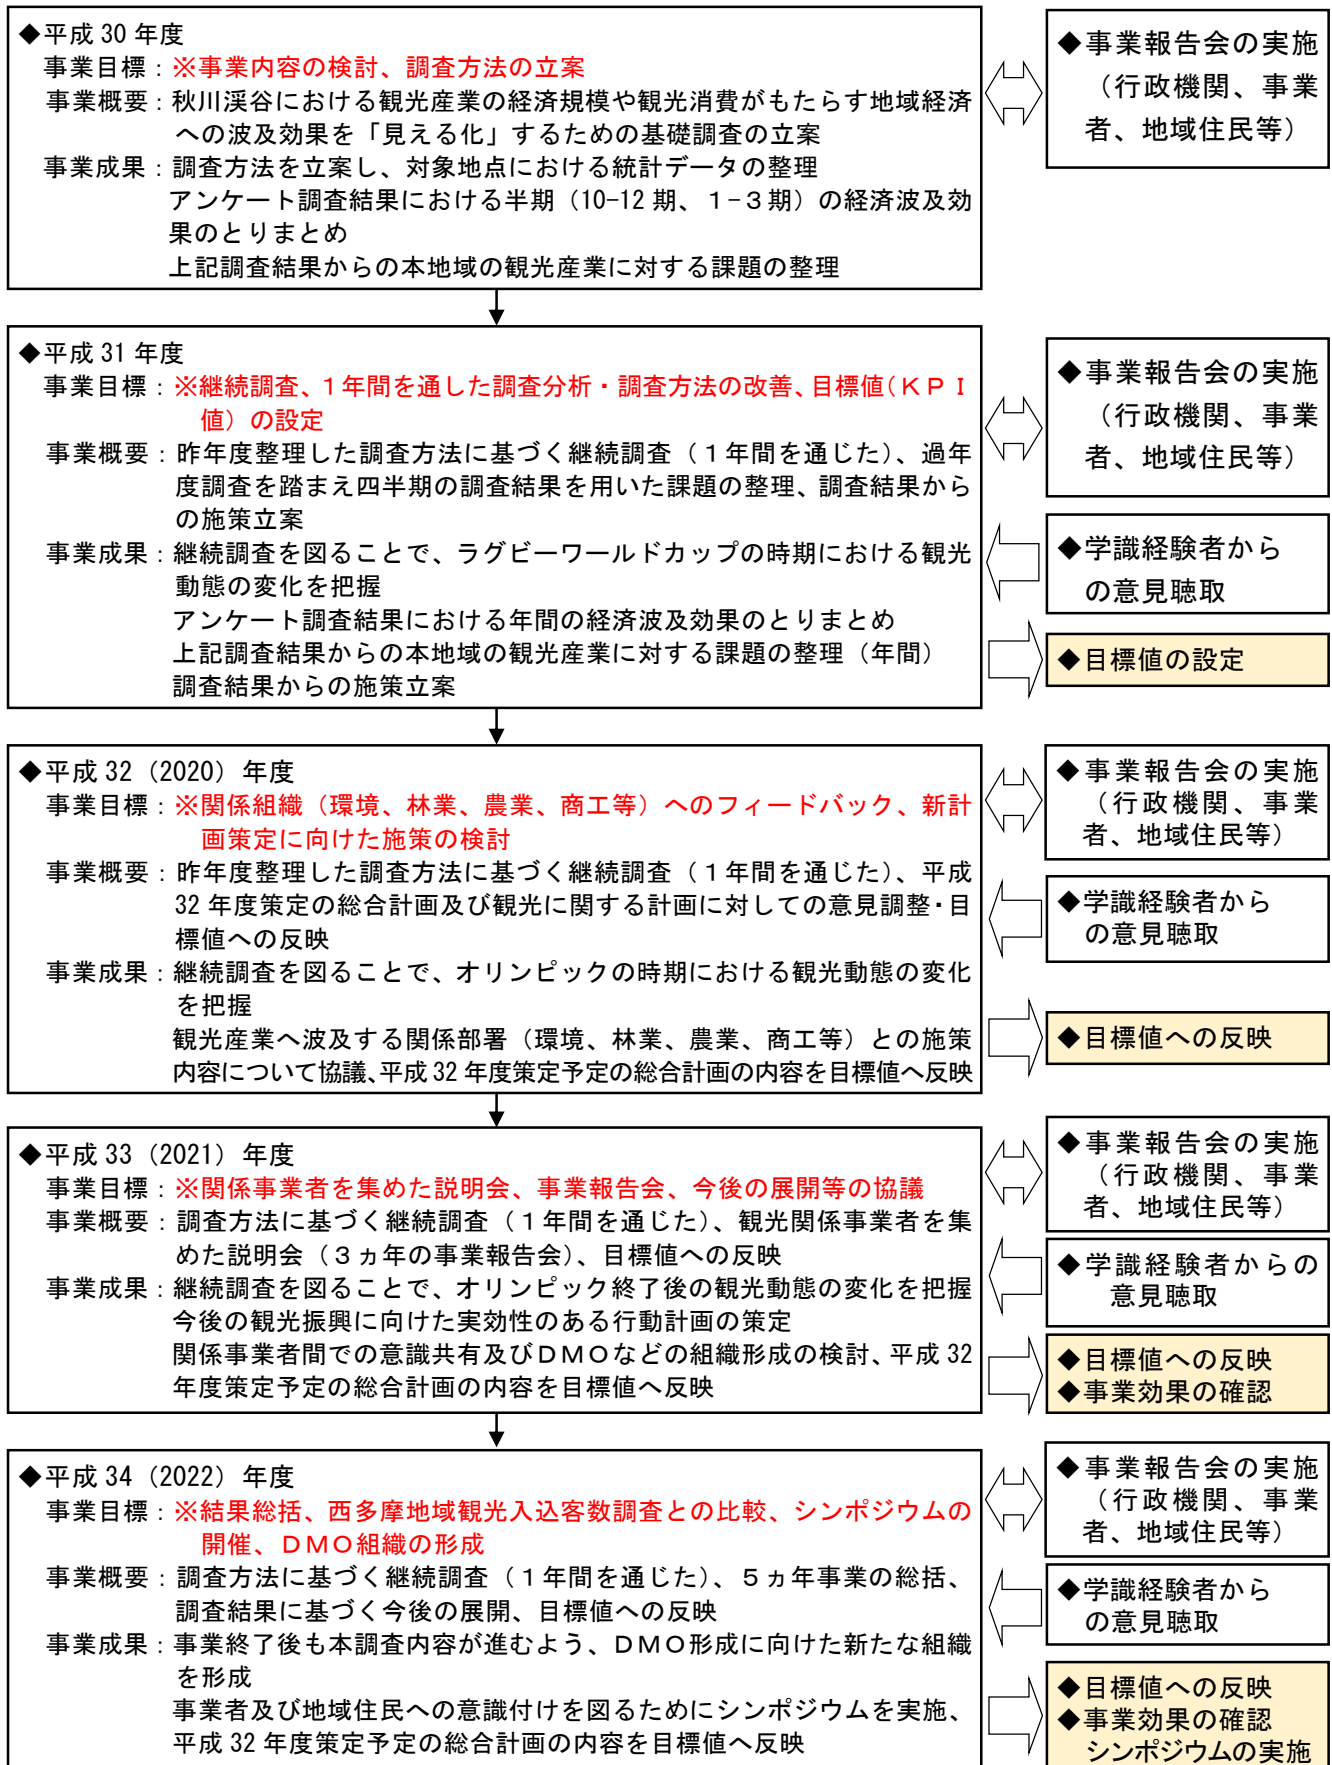 ◆平成30年度
事業目標：※事業内容の検討、調査方法の立案
事業概要：秋川渓谷における観光産業の経済規模や観光消費がもたらす地域経済
への波及効果を「見える化」するための基礎調査の立案
事業成果：調査方法を立案し、対象地点における統計データの整理
アンケート調査結果における半期（10-12期、1-3期）の経済波及効
果のとりまとめ
上記調査結果からの本地域の観光産業に対する課題の整理
◆事業報告会の実施
（行政機関、事業
者、地域住民等）
◆平成31年度
事業目標：※継続調査、１年間を通した調査分析・調査方法の改善、目標値（ＫＰＩ
値）の設定
事業概要：昨年度整理した調査方法に基づく継続調査（１年間を通じた）、過年
度調査を踏まえ四半期の調査結果を用いた課題の整理、調査結果から
の施策立案
事業成果：継続調査を図ることで、ラグビーワールドカップの時期における観光
動態の変化を把握
アンケート調査結果における年間の経済波及効果のとりまとめ
上記調査結果からの本地域の観光産業に対する課題の整理（年間）
調査結果からの施策立案
◆事業報告会の実施
（行政機関、事業
者、地域住民等）
◆学識経験者から
の意見聴取
◆目標値の設定
◆平成32（2020）年度
事業目標：※関係組織（環境、林業、農業、商工等）へのフィードバック、新計
画策定に向けた施策の検討
事業概要：昨年度整理した調査方法に基づく継続調査（１年間を通じた）、平成
32年度策定の総合計画及び観光に関する計画に対しての意見調整・目
標値への反映
事業成果：継続調査を図ることで、オリンピックの時期における観光動態の変化
を把握
観光産業へ波及する関係部署（環境、林業、農業、商工等）との施策
内容について協議、平成32年度策定予定の総合計画の内容を目標値へ反映
◆事業報告会の実施
（行政機関、事業
者、地域住民等）
◆学識経験者から
の意見聴取
◆目標値への反映
◆平成33（2021）年度
事業目標：※関係事業者を集めた説明会、事業報告会、今後の展開等の協議
事業概要：調査方法に基づく継続調査（１年間を通じた）、観光関係事業者を集
めた説明会（３ヵ年の事業報告会）、目標値への反映
事業成果：継続調査を図ることで、オリンピック終了後の観光動態の変化を把握
今後の観光振興に向けた実効性のある行動計画の策定
関係事業者間での意識共有及びＤＭＯなどの組織形成の検討、平成32
年度策定予定の総合計画の内容を目標値へ反映
◆事業報告会の実施
（行政機関、事業
者、地域住民等）
◆学識経験者からの
意見聴取
◆目標値への反映
◆事業効果の確認
◆平成34（2022）年度
事業目標：※結果総括、西多摩地域観光入込客数調査との比較、シンポジウムの
開催、ＤＭＯ組織の形成
事業概要：調査方法に基づく継続調査（１年間を通じた）、５ヵ年事業の総括、
調査結果に基づく今後の展開、目標値への反映
事業成果：事業終了後も本調査内容が進むよう、ＤＭＯ形成に向けた新たな組織
を形成
事業者及び地域住民への意識付けを図るためにシンポジウムを実施、
平成32年度策定予定の総合計画の内容を目標値へ反映
◆事業報告会の実施
（行政機関、事業
者、地域住民等）
◆学識経験者から
の意見聴取
◆目標値への反映
◆事業効果の確認
シンポジウムの実施